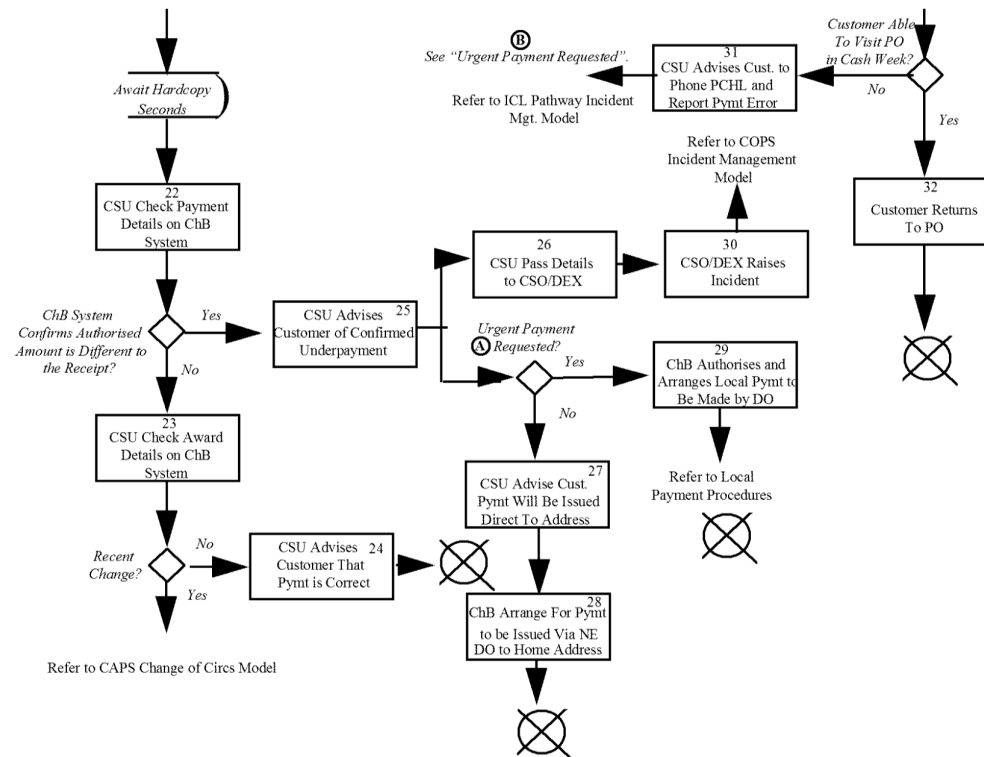 Customer Able
To Visit PO
in Cash Week?
No
Yes
B
See “Urgent Payment Requested”.
Refer to ICL Pathway Incident
Mgt. Model
31
CSU Advises Cust. to
Phone PCHL and
Report Pymt Error
32
Customer Returns
To PO
Await Hardcopy
Seconds
22
CSU Check Payment
Details on ChB
System
ChB System
Confirms Authorised
Amount is Different to
the Receipt?
Yes
No
25
CSU Advises
Customer of Confirmed
Underpayment
26
CSU Pass Details
to CSO/DEX
30
CSO/DEX Raises
Incident
Refer to COPS
Incident Management
Model
Urgent Payment
A Requested?
Yes
No
29
ChB Authorises and
Arranges Local Pymt to
Be Made by DO
Refer to Local
Payment Procedures
23
CSU Check Award
Details on ChB
System
Recent
Change?
No
Yes
24
CSU Advises
Customer That
Pymt is Correct
27
CSU Advise Cust.
Pymt Will Be Issued
Direct To Address
28
ChB Arrange For Pymt
to be Issued Via NE
DO to Home Address
Refer to CAPS Change of Circs Model